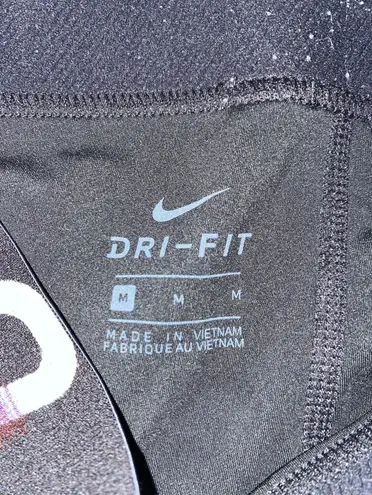 DRI-FIT
M M M
MADE IN VIETNAM
FABRIQUE AU VIETNAM